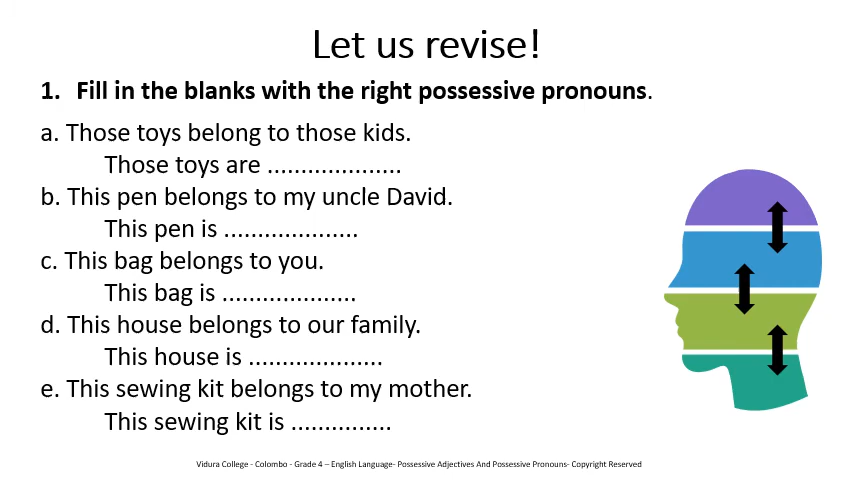 Let us revise!
1. Fill in the blanks with the right possessive pronouns.
a. Those toys belong to those kids.
Those toys are ....................
b. This pen belongs to my uncle David.
This pen is ....................
c. This bag belongs to you.
This bag is ....................
d. This house belongs to our family.
This house is ....................
e. This sewing kit belongs to my mother.
This sewing kit is ...............
Vidura College - Colombo - Grade 4 – English Language- Possessive Adjectives And Possessive Pronouns- Copyright Reserved